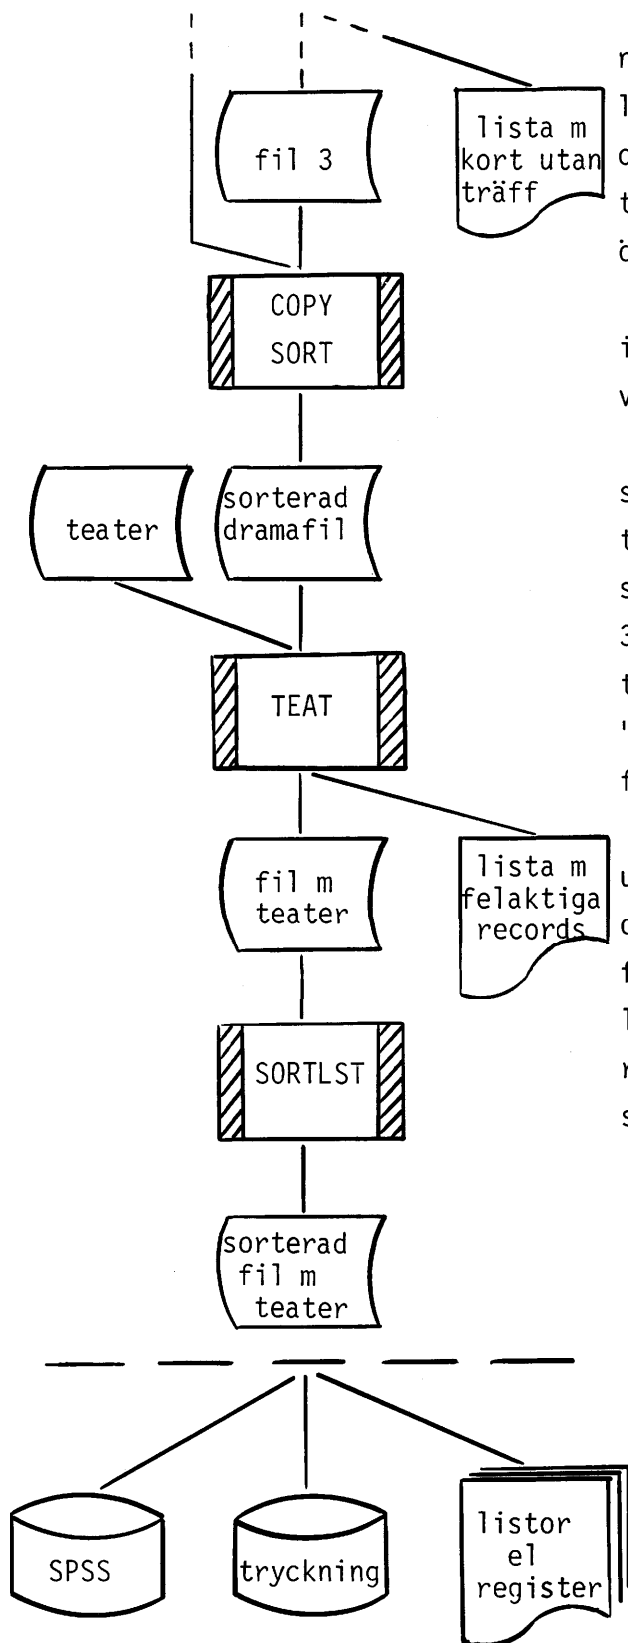 lista m
kort utan
träff
fil 3
COPY
SORT
teater
sorterad
dramafil
TEAT
fil m
teater
lista m
felaktiga
records
SORTLST
sorterad
fil m
teater
SPSS
tryckning
listor
el
register